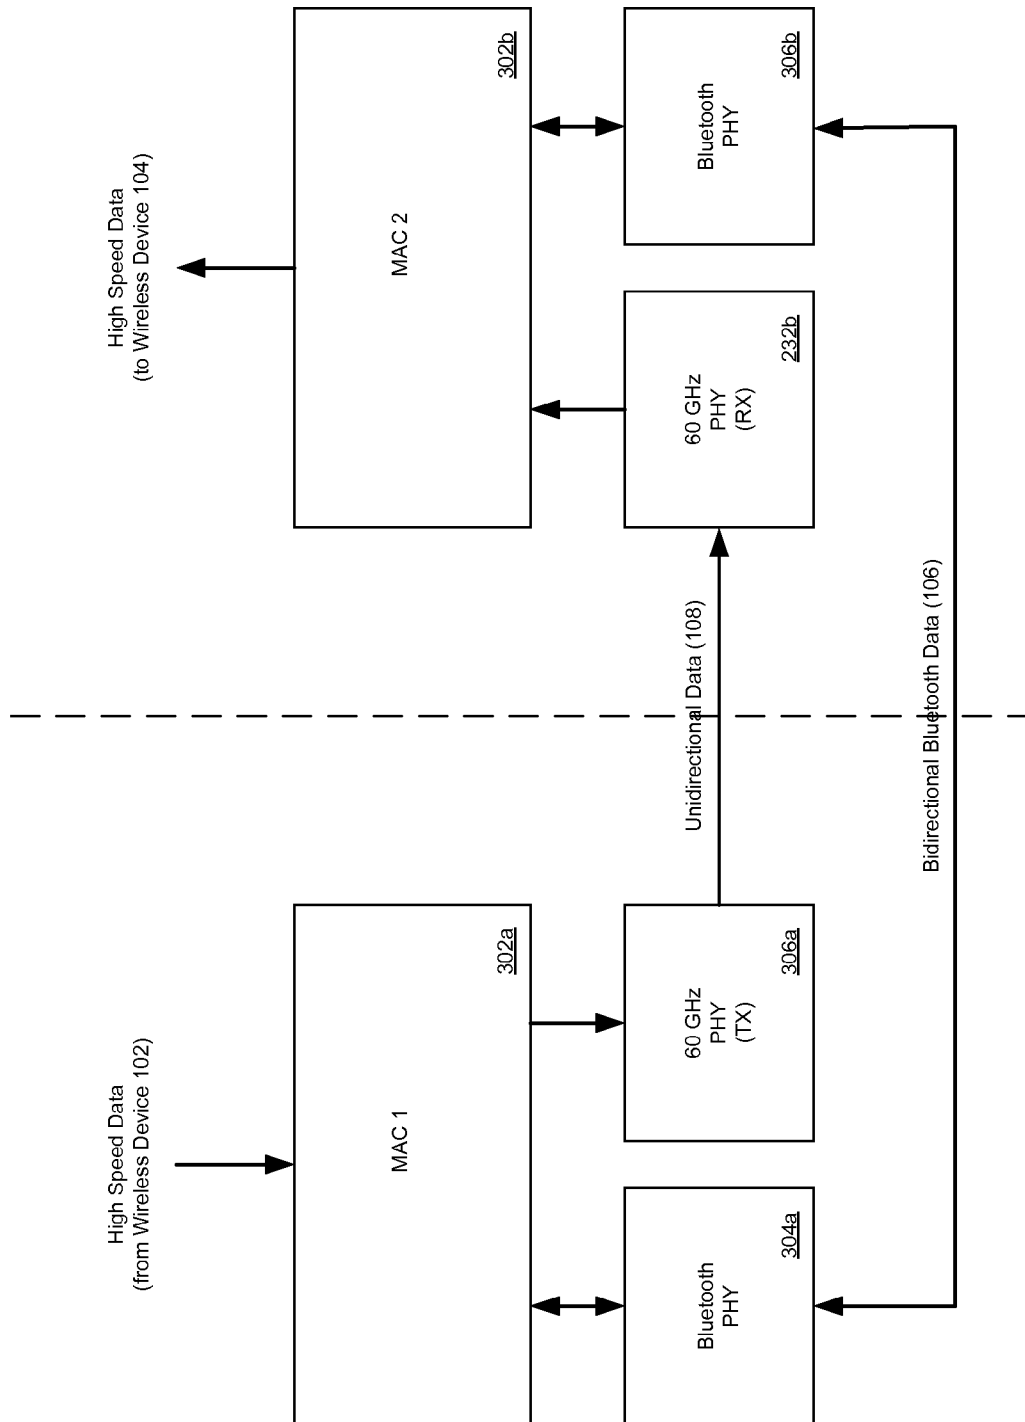 High Speed Data
(from Wireless Device 102)
High Speed Data
(to Wireless Device 104)
MAC 1
302a
MAC 2
302b
Bluetooth
PHY
304a
60 GHz
PHY
(TX)
306a
Unidirectional Data (108)
60 GHz
PHY
(RX)
232b
Bluetooth
PHY
306b
Bidirectional Bluetooth Data (106)